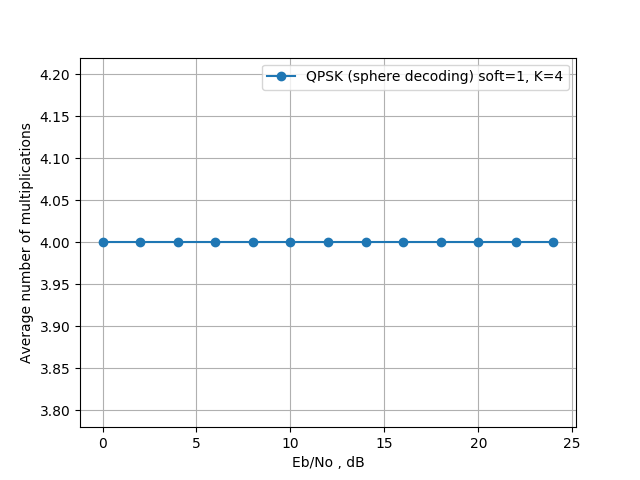 QPSK (sphere decoding) soft=1, K=4
4.20
4.15
4.10
4.05
4.00
3.95
3.90
3.85
3.80
Average number of multiplications
0 5 10 15 20 25
Eb/No , dB